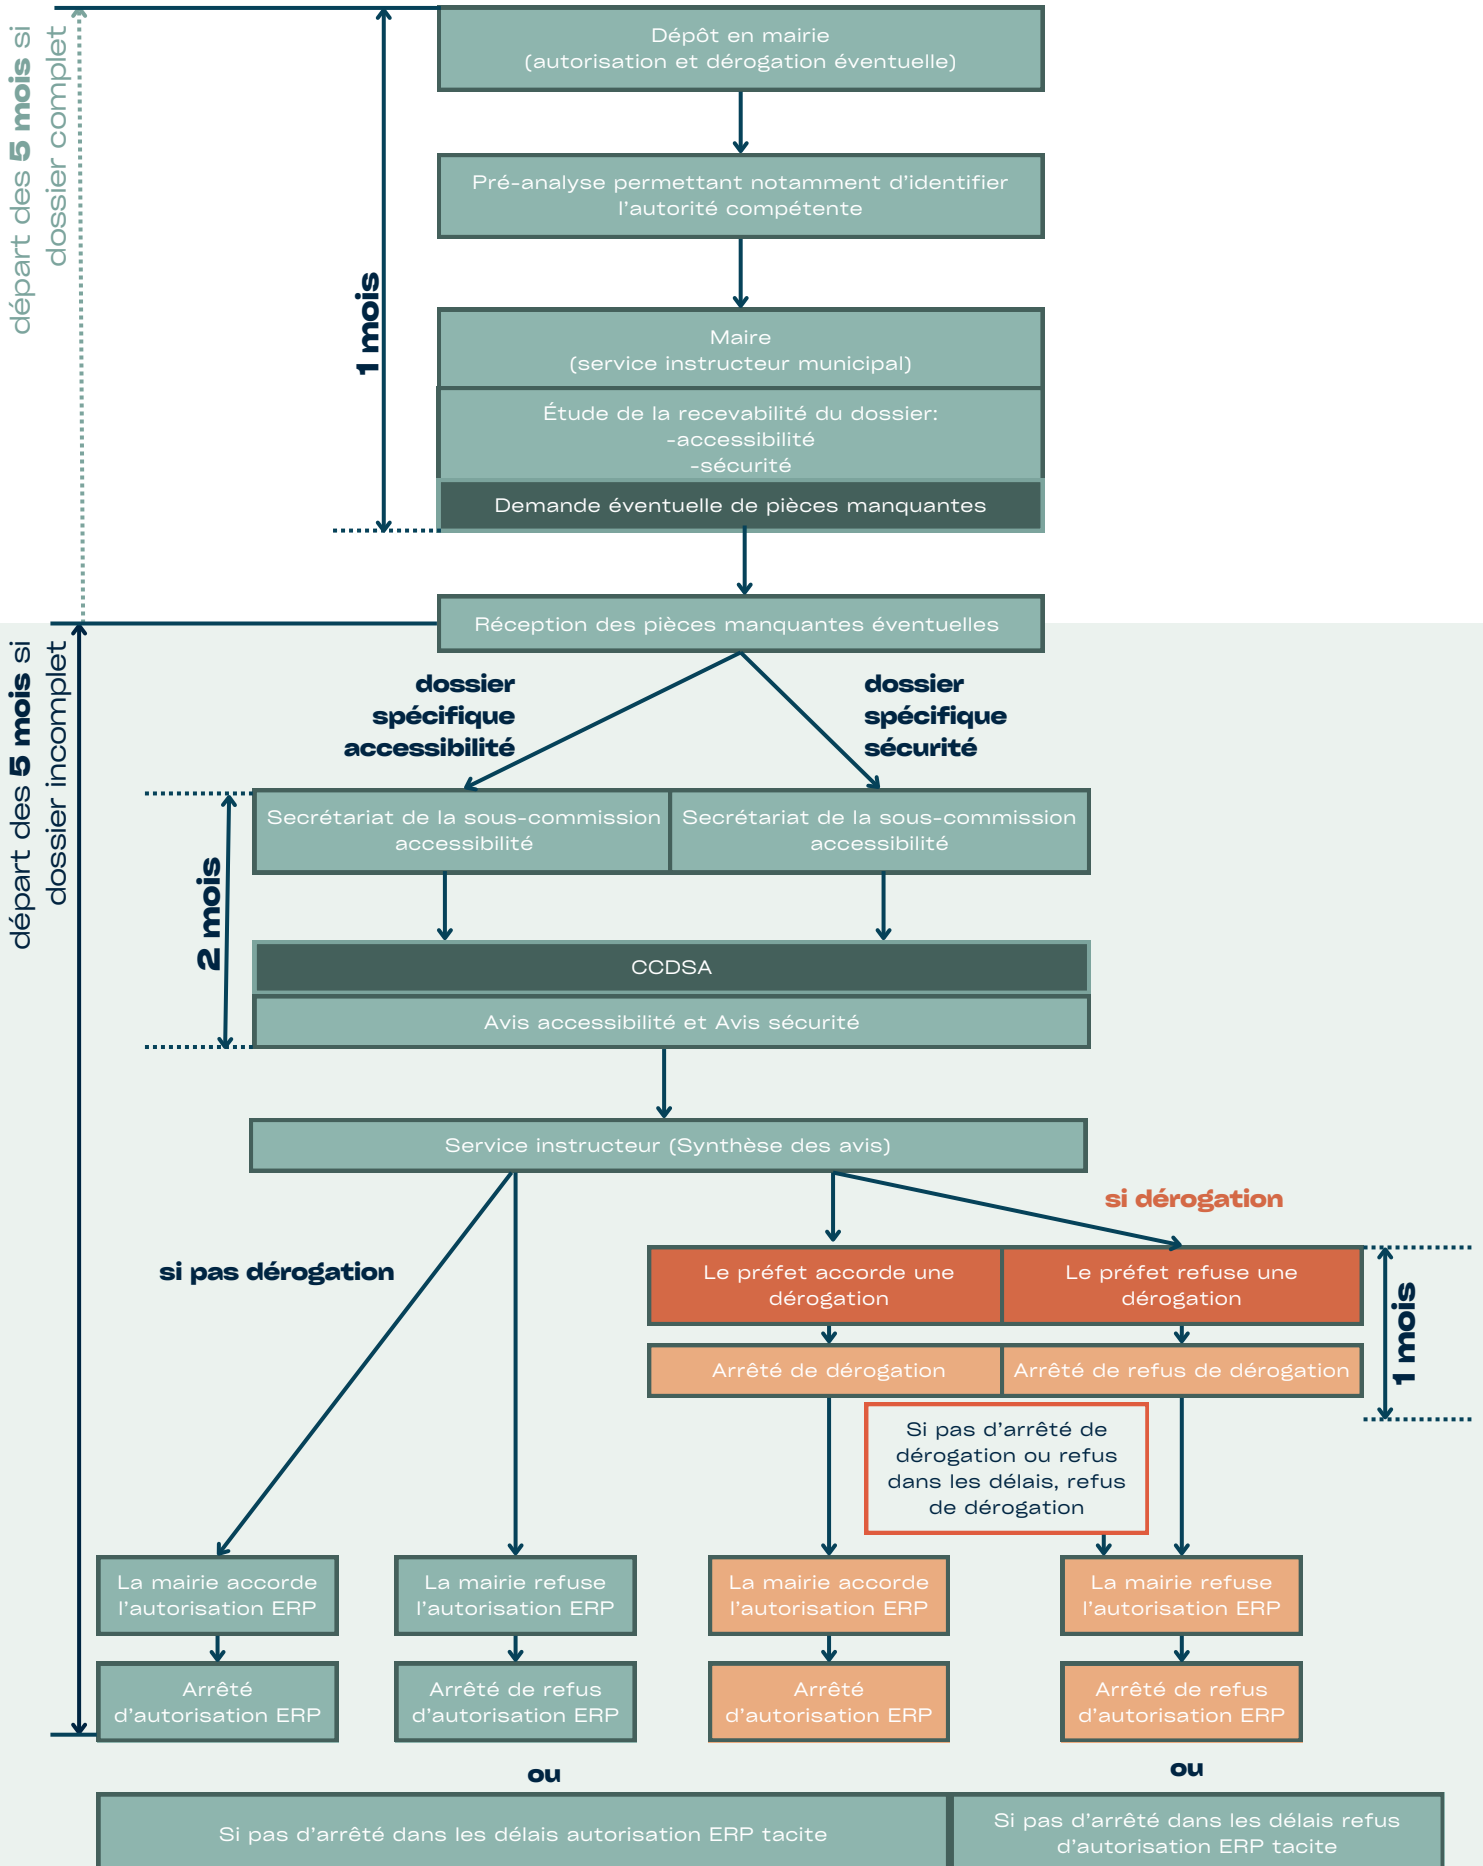 départ des 5 mois si
dossier complet
1 mois
Dépôt en mairie
(autorisation et dérogation éventuelle)
Pré-analyse permettant notamment d'identifier
l'autorité compétente
Maire
(service instructeur municipal)
Étude de la recevabilité du dossier:
-accessibilité
-sécurité
Demande éventuelle de pièces manquantes
Réception des pièces manquantes éventuelles
départ des 5 mois si
dossier incomplet
dossier
spécifique
accessibilité
dossier
spécifique
sécurité
2 mois
Secrétariat de la sous-commission
accessibilité
Secrétariat de la sous-commission
accessibilité
CCDSA
Avis accessibilité et Avis sécurité
Service instructeur (Synthèse des avis)
si pas dérogation
si dérogation
Le préfet accorde une
dérogation
Le préfet refuse une
dérogation
1 mois
Arrêté de dérogation
Arrêté de refus de dérogation
Si pas d'arrêté de
dérogation ou refus
dans les délais, refus
de dérogation
La mairie accorde
l'autorisation ERP
La mairie refuse
l'autorisation ERP
La mairie accorde
l'autorisation ERP
La mairie refuse
l'autorisation ERP
Arrêté
d'autorisation ERP
Arrêté de refus
d'autorisation ERP
Arrêté
d'autorisation ERP
Arrêté de refus
d'autorisation ERP
ou
ou
Si pas d'arrêté dans les délais autorisation ERP tacite
Si pas d'arrêté dans les délais refus
d'autorisation ERP tacite